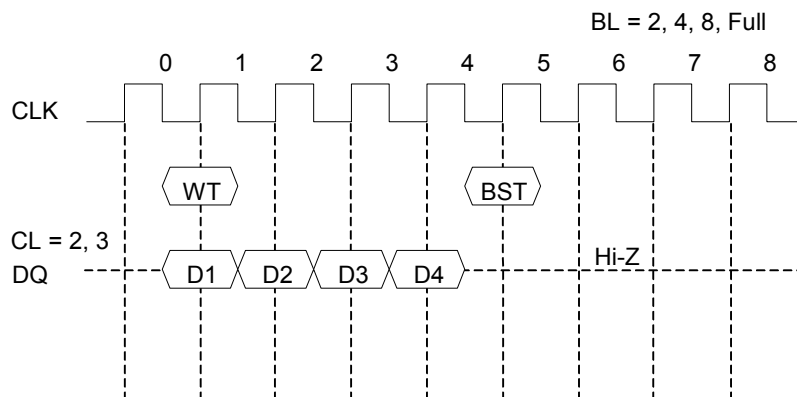 BL = 2, 4, 8, Full
0 1 2 3 4 5 6 7 8
CLK
WT BST
CL = 2, 3
DQ D1 D2 D3 D4 Hi-Z